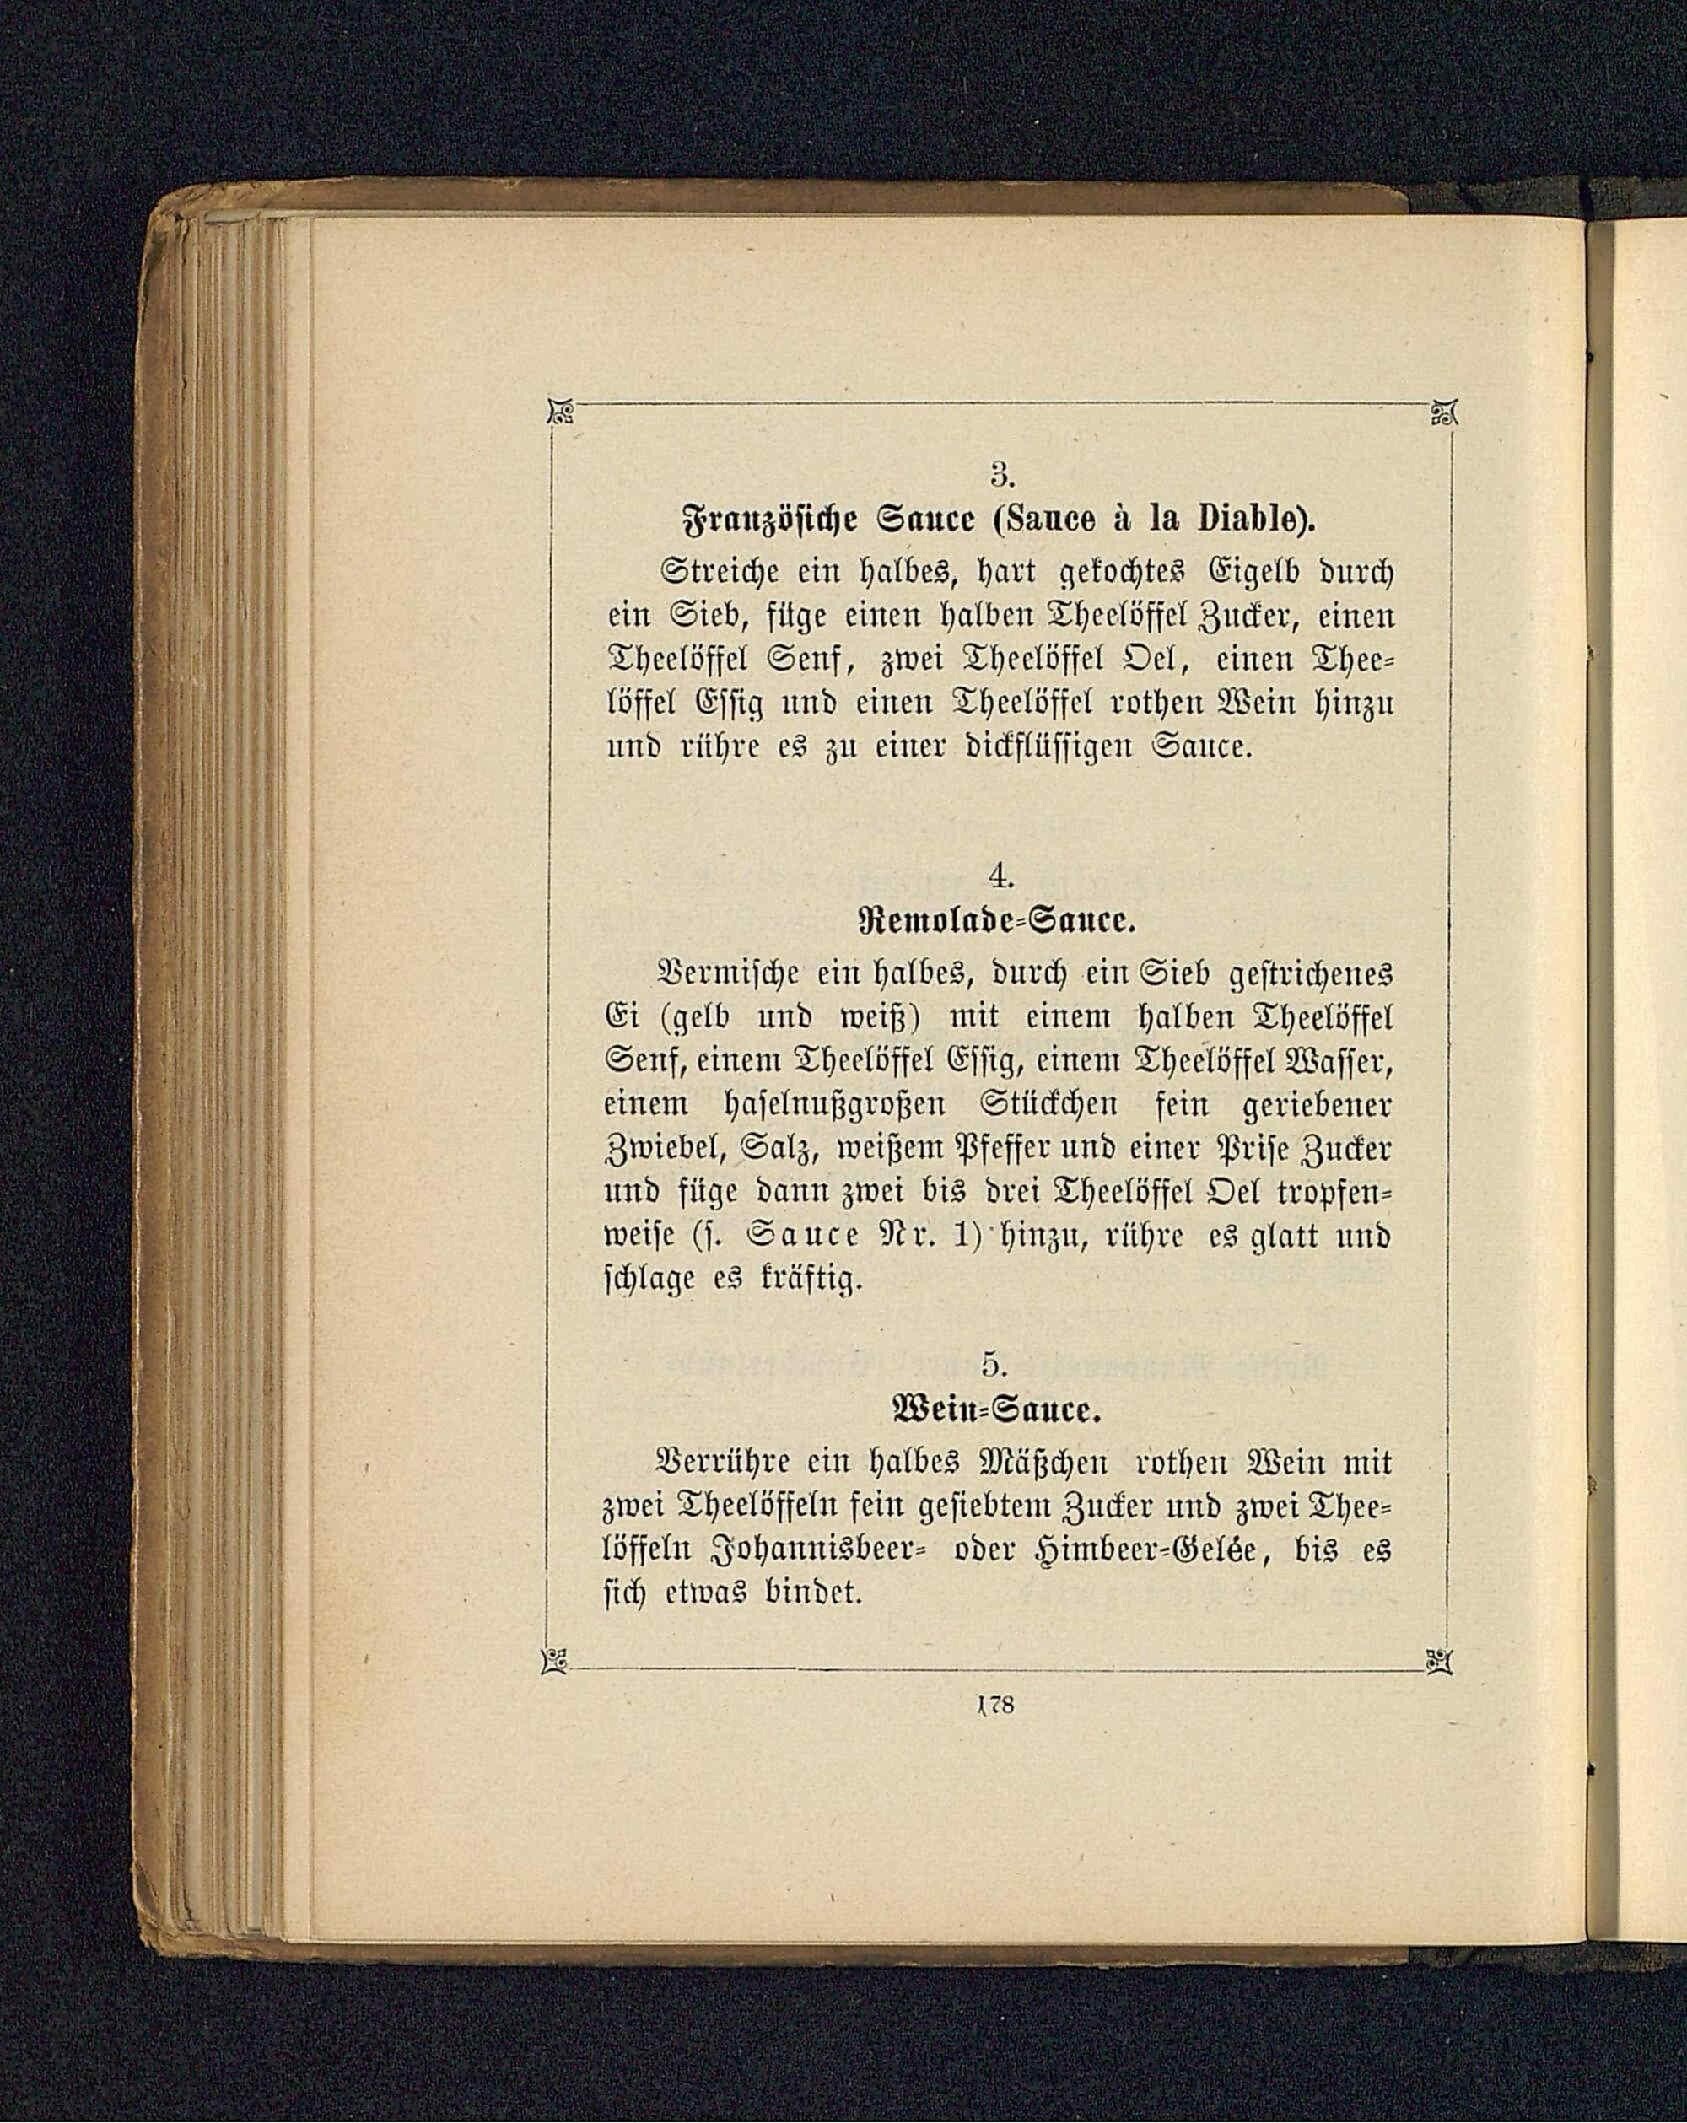 3.
Französiche Sauce (Sauce à la Diable).
Streiche ein halbes, hart gekochtes Eigelb durch
ein Sieb, füge einen halben Theelöffel Zucker, einen
Theelöffel Senf, zwei Theelöffel Oel, einen Thee-
löffel Essig und einen Theelöffel rothen Wein hinzu
und rühre es zu einer dickflüssigen Sauce.
4.
Remolade-Sauce.
Vermische ein halbes, durch ein Sieb gestrichenes
Ei (gelb und weiß) mit einem halben Theelöffel
Senf, einem Theelöffel Essig, einem Theelöffel Wasser,
einem haselnußgroßen Stückchen fein geriebener
Zwiebel, Salz, weißem Pfeffer und einer Prise Zucker
und füge dann zwei bis drei Theelöffel Oel tropfen-
weise (s. Sauce Nr. 1) hinzu, rühre es glatt und
schlage es kräftig.
5.
Wein-Sauce.
Verrühre ein halbes Mäßchen rothen Wein mit
zwei Theelöffeln fein gesiebtem Zucker und zwei Thee-
löffeln Johannisbeer- oder Himbeer-Gelée, bis es
sich etwas bindet.
178